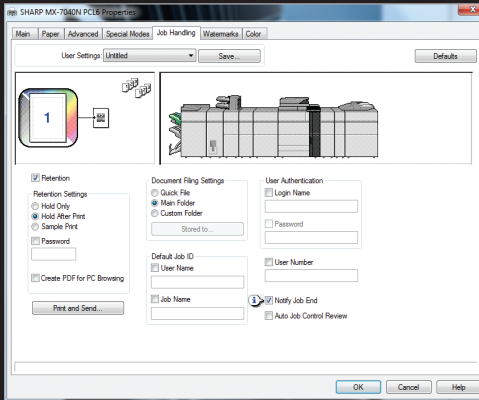 SHARP MX-7040N PCL6 Properties
Main Paper Advanced Special Modes Job Handling Watermarks Color
User Settings: Untitled Save... Defaults
1
Retention
Retention Settings
Hold Only
Hold After Print
Sample Print
Password
Create PDF for PC Browsing
Print and Send...
Document Filing Settings
Quick File
Main Folder
Custom Folder
Stored to...
Default Job ID
User Name
Job Name
User Authentication
Login Name
Password
User Number
Notify Job End
Auto Job Control Review
OK Cancel Help